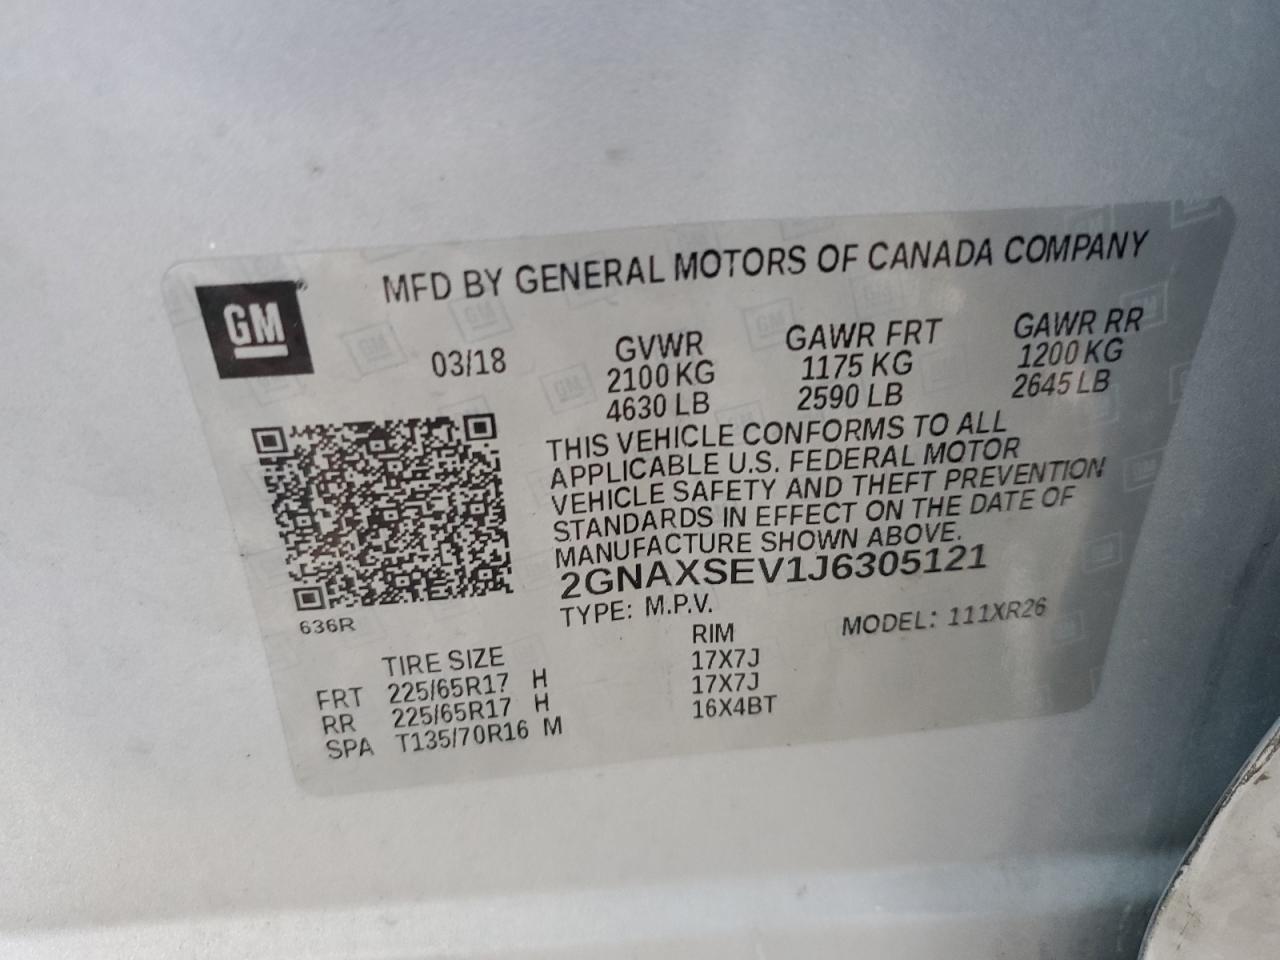 GM
MFD BY GENERAL MOTORS OF CANADA COMPANY
03/18 GVWR GAWR FRT GAWR RR
2100 KG 1175 KG 1200 KG
4630 LB 2590 LB 2645 LB
THIS VEHICLE CONFORMS TO ALL
APPLICABLE U.S. FEDERAL MOTOR
VEHICLE SAFETY AND THEFT PREVENTION
STANDARDS IN EFFECT ON THE DATE OF
MANUFACTURE SHOWN ABOVE.
2GNAXSEV1J6305121
TYPE: M.P.V. MODEL: 111XR26
636R
TIRE SIZE RIM
FRT 225/65R17 H 17X7J
RR 225/65R17 H 17X7J
SPA T135/70R16 M 16X4BT